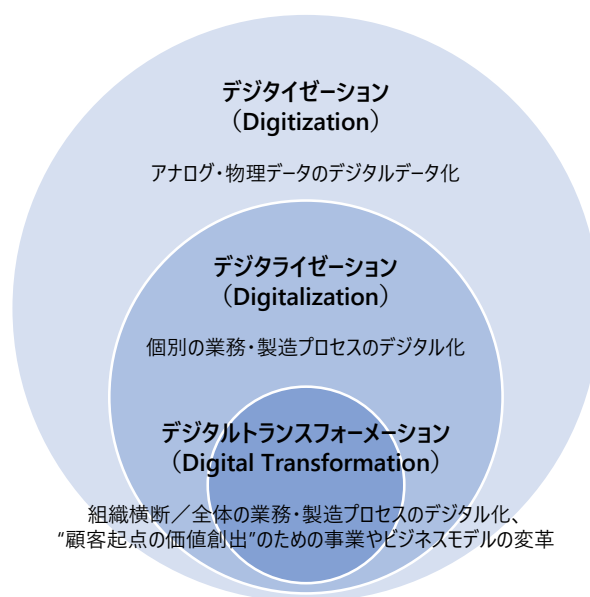 デジタイゼーション
（Digitization）
アナログ・物理データのデジタルデータ化
デジタライゼーション
（Digitalization）
個別の業務・製造プロセスのデジタル化
デジタルトランスフォーメーション
（Digital Transformation）
組織横断／全体の業務・製造プロセスのデジタル化、
“顧客起点の価値創出”のための事業やビジネスモデルの変革